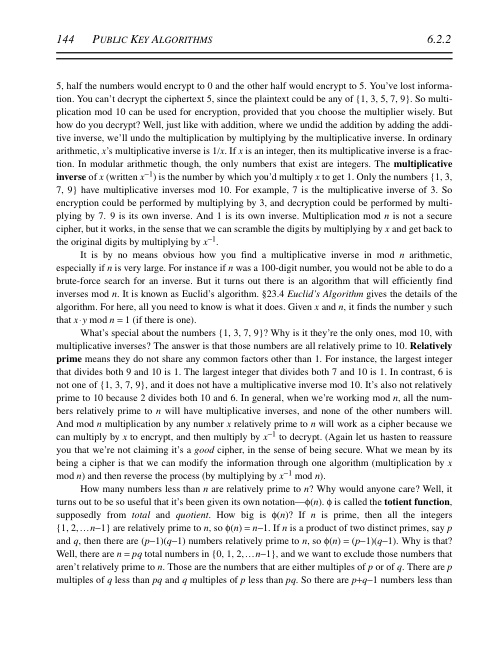 144 PUBLIC KEY ALGORITHMS 6.2.2
5, half the numbers would encrypt to 0 and the other half would encrypt to 5. You've lost informa-
tion. You can't decrypt the ciphertext 5, since the plaintext could be any of {1, 3, 5, 7, 9}. So multi-
plication mod 10 can be used for encryption, provided that you choose the multiplier wisely. But
how do you decrypt? Well, just like with addition, where we undid the addition by adding the addi-
tive inverse, we'll undo the multiplication by multiplying by the multiplicative inverse. In ordinary
arithmetic, x's multiplicative inverse is 1/x. If x is an integer, then its multiplicative inverse is a frac-
tion. In modular arithmetic though, the only numbers that exist are integers. The multiplicative
inverse of x (written x⁻¹) is the number by which you'd multiply x to get 1. Only the numbers {1, 3,
7, 9} have multiplicative inverses mod 10. For example, 7 is the multiplicative inverse of 3. So
encryption could be performed by multiplying by 3, and decryption could be performed by multi-
plying by 7. 9 is its own inverse. And 1 is its own inverse. Multiplication mod n is not a secure
cipher, but it works, in the sense that we can scramble the digits by multiplying by x and get back to
the original digits by multiplying by x⁻¹.
It is by no means obvious how you find a multiplicative inverse in mod n arithmetic,
especially if n is very large. For instance if n was a 100-digit number, you would not be able to do a
brute-force search for an inverse. But it turns out there is an algorithm that will efficiently find
inverses mod n. It is known as Euclid's algorithm. §23.4 Euclid's Algorithm gives the details of the
algorithm. For here, all you need to know is what it does. Given x and n, it finds the number y such
that x·y mod n = 1 (if there is one).
What's special about the numbers {1, 3, 7, 9}? Why is it they're the only ones, mod 10, with
multiplicative inverses? The answer is that those numbers are all relatively prime to 10. Relatively
prime means they do not share any common factors other than 1. For instance, the largest integer
that divides both 9 and 10 is 1. The largest integer that divides both 7 and 10 is 1. In contrast, 6 is
not one of {1, 3, 7, 9}, and it does not have a multiplicative inverse mod 10. It's also not relatively
prime to 10 because 2 divides both 10 and 6. In general, when we're working mod n, all the num-
bers relatively prime to n will have multiplicative inverses, and none of the other numbers will.
And mod n multiplication by any number x relatively prime to n will work as a cipher because we
can multiply by x to encrypt, and then multiply by x⁻¹ to decrypt. (Again let us hasten to reassure
you that we're not claiming it's a good cipher, in the sense of being secure. What we mean by its
being a cipher is that we can modify the information through one algorithm (multiplication by x
mod n) and then reverse the process (by multiplying by x⁻¹ mod n).
How many numbers less than n are relatively prime to n? Why would anyone care? Well, it
turns out to be so useful that it's been given its own notation—ϕ(n). ϕ is called the totient function,
supposedly from total and quotient. How big is ϕ(n)? If n is prime, then all the integers
{1, 2,…n−1} are relatively prime to n, so ϕ(n) = n−1. If n is a product of two distinct primes, say p
and q, then there are (p−1)(q−1) numbers relatively prime to n, so ϕ(n) = (p−1)(q−1). Why is that?
Well, there are n = pq total numbers in {0, 1, 2,…n−1}, and we want to exclude those numbers that
aren't relatively prime to n. Those are the numbers that are either multiples of p or of q. There are p
multiples of q less than pq and q multiples of p less than pq. So there are p+q−1 numbers less than